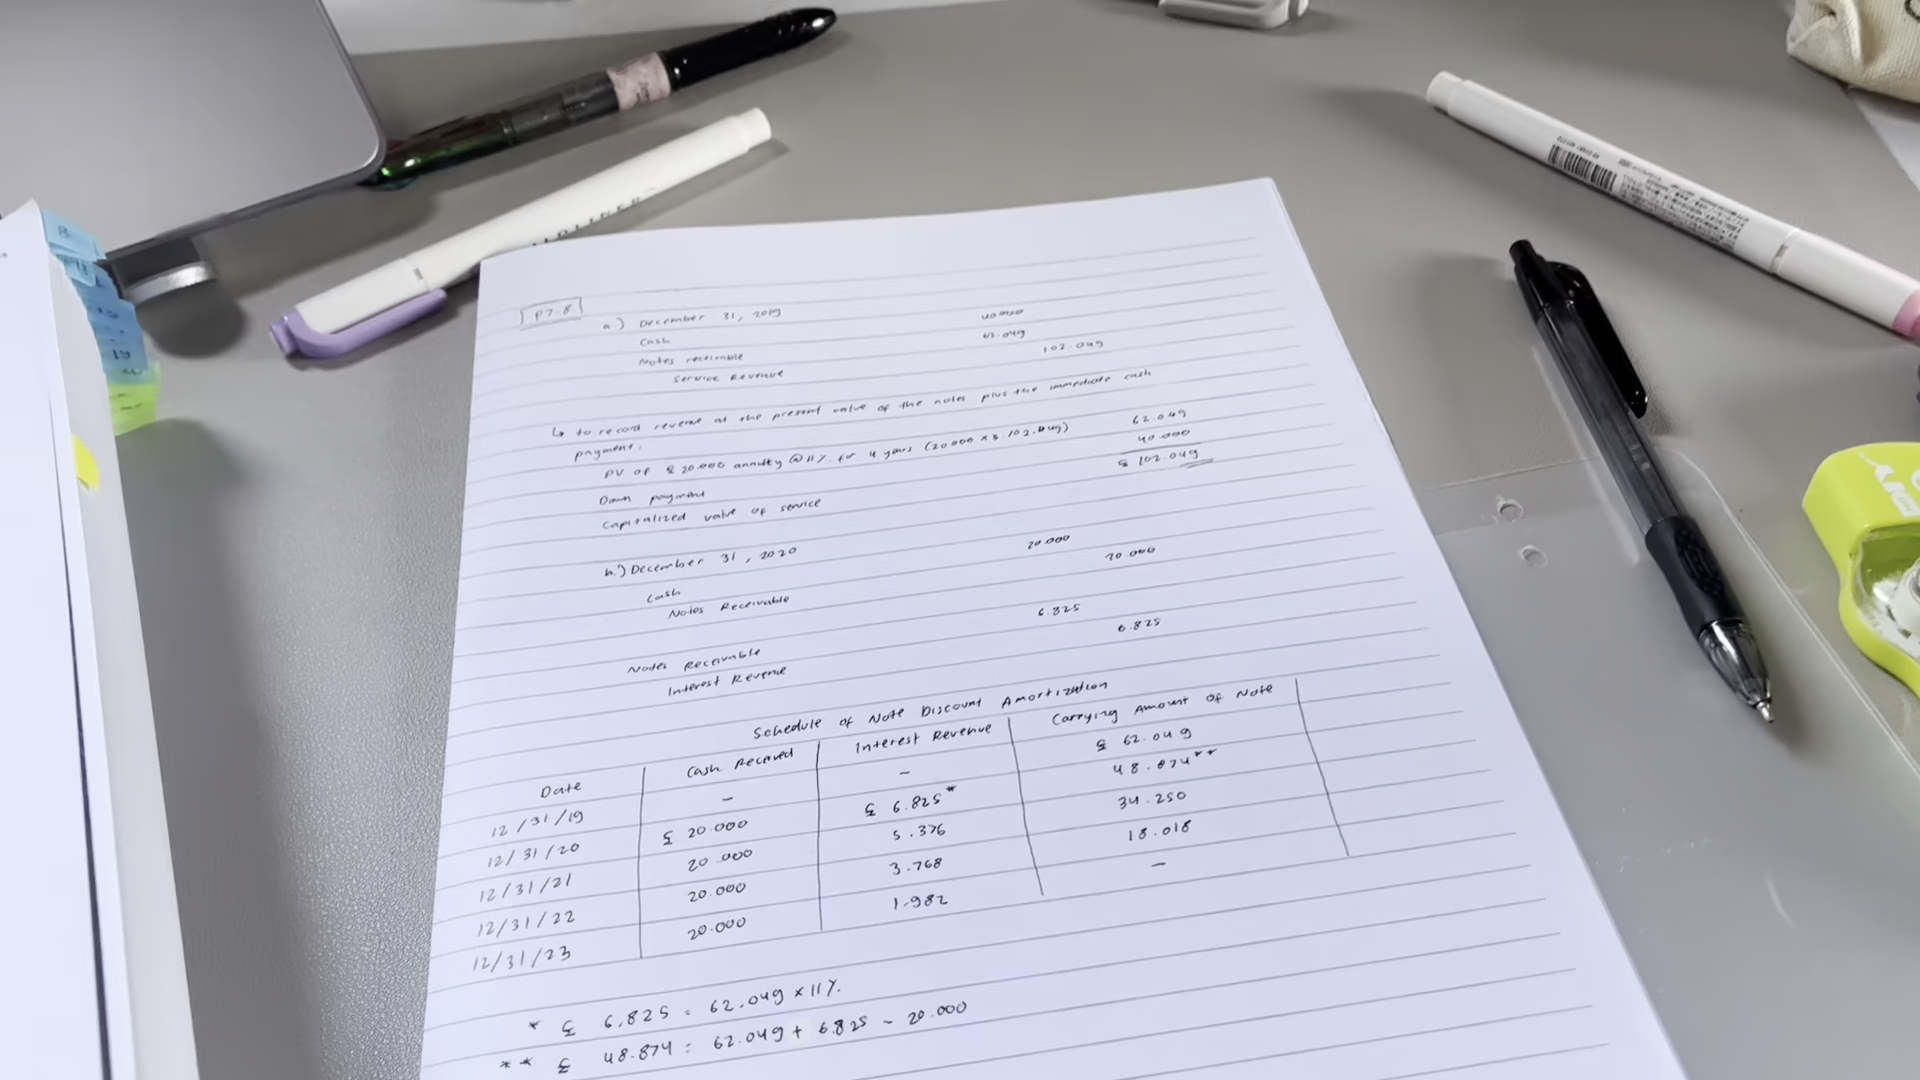 P7.8
a.) December 31, 2019
Cash 40.000
Notes receivable 62.049
Service Revenue 102.049
↳ to record revenue at the present value of the notes plus the immediate cash
payment:
PV of £ 20.000 annuity @ 11% for 4 years (20.000 x 3.102.049) 62.049
Down payment 40.000
Capitalized value of service £ 102.049
b.) December 31, 2020
Cash 20.000
Notes Receivable 20.000
Notes Receivable 6.825
Interest Revenue 6.825
Schedule of Note Discount Amortization
Date Cash Received Interest Revenue Carrying Amount of Note
12/31/19 - - £ 62.049
12/31/20 £ 20.000 £ 6.825* 48.874**
12/31/21 20.000 5.376 34.250
12/31/22 20.000 3.768 18.018
12/31/23 20.000 1.982 -
* £ 6,825 = 62.049 x 11%.
** £ 48.874 = 62.049 + 6.825 - 20.000